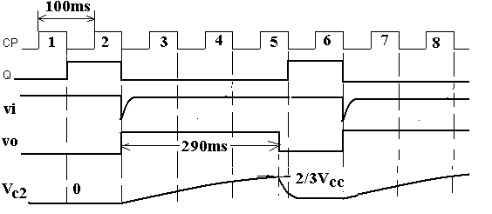 100ms
CP 1 2 3 4 5 6 7 8
Q
vi
vo 290ms
Vc2 0 2/3Vcc